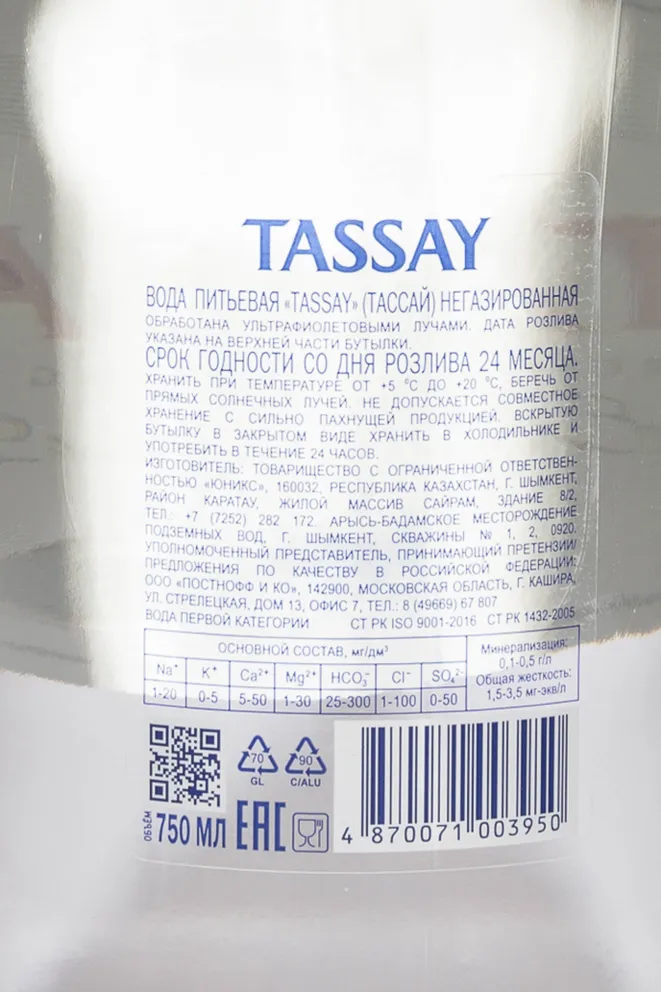 TASSAY
ВОДА ПИТЬЕВАЯ «TASSAY» (ТАССАЙ) НЕГАЗИРОВАННАЯ
ОБРАБОТАНА УЛЬТРАФИОЛЕТОВЫМИ ЛУЧАМИ. ДАТА РОЗЛИВА
УКАЗАНА НА ВЕРХНЕЙ ЧАСТИ БУТЫЛКИ.
СРОК ГОДНОСТИ СО ДНЯ РОЗЛИВА 24 МЕСЯЦА.
ХРАНИТЬ ПРИ ТЕМПЕРАТУРЕ ОТ +5 °С ДО +20 °С, БЕРЕЧЬ ОТ
ПРЯМЫХ СОЛНЕЧНЫХ ЛУЧЕЙ. НЕ ДОПУСКАЕТСЯ СОВМЕСТНОЕ
ХРАНЕНИЕ С СИЛЬНО ПАХНУЩЕЙ ПРОДУКЦИЕЙ. ВСКРЫТУЮ
БУТЫЛКУ В ЗАКРЫТОМ ВИДЕ ХРАНИТЬ В ХОЛОДИЛЬНИКЕ И
УПОТРЕБИТЬ В ТЕЧЕНИЕ 24 ЧАСОВ.
ИЗГОТОВИТЕЛЬ: ТОВАРИЩЕСТВО С ОГРАНИЧЕННОЙ ОТВЕТСТВЕН-
НОСТЬЮ «ЮНИКС», 160032, РЕСПУБЛИКА КАЗАХСТАН, Г. ШЫМКЕНТ,
РАЙОН КАРАТАУ, ЖИЛОЙ МАССИВ САЙРАМ, ЗДАНИЕ 8/2,
ТЕЛ.: +7 (7252) 282 172. АРЫСЬ-БАДАМСКОЕ МЕСТОРОЖДЕНИЕ
ПОДЗЕМНЫХ ВОД, Г. ШЫМКЕНТ, СКВАЖИНЫ № 1, 2, 0920.
УПОЛНОМОЧЕННЫЙ ПРЕДСТАВИТЕЛЬ, ПРИНИМАЮЩИЙ ПРЕТЕНЗИИ/
ПРЕДЛОЖЕНИЯ ПО КАЧЕСТВУ В РОССИЙСКОЙ ФЕДЕРАЦИИ:
ООО «ПОСТНОФФ И КО», 142900, МОСКОВСКАЯ ОБЛАСТЬ, Г. КАШИРА,
УЛ. СТРЕЛЕЦКАЯ, ДОМ 13, ОФИС 7, ТЕЛ.: 8 (49669) 67 807
ВОДА ПЕРВОЙ КАТЕГОРИИ СТ РК ISO 9001-2016 СТ РК 1432-2005
ОСНОВНОЙ СОСТАВ, мг/дм³
Na⁺ K⁺ Ca²⁺ Mg²⁺ HCO₃⁻ Cl⁻ SO₄²⁻
1-20 0-5 5-50 1-30 25-300 1-100 0-50
Минерализация:
0,1-0,5 г/л
Общая жесткость:
1,5-3,5 мг-экв/л
70
GL
90
C/ALU
ОБЪЁМ
750 МЛ
EAC
4 870071 003950